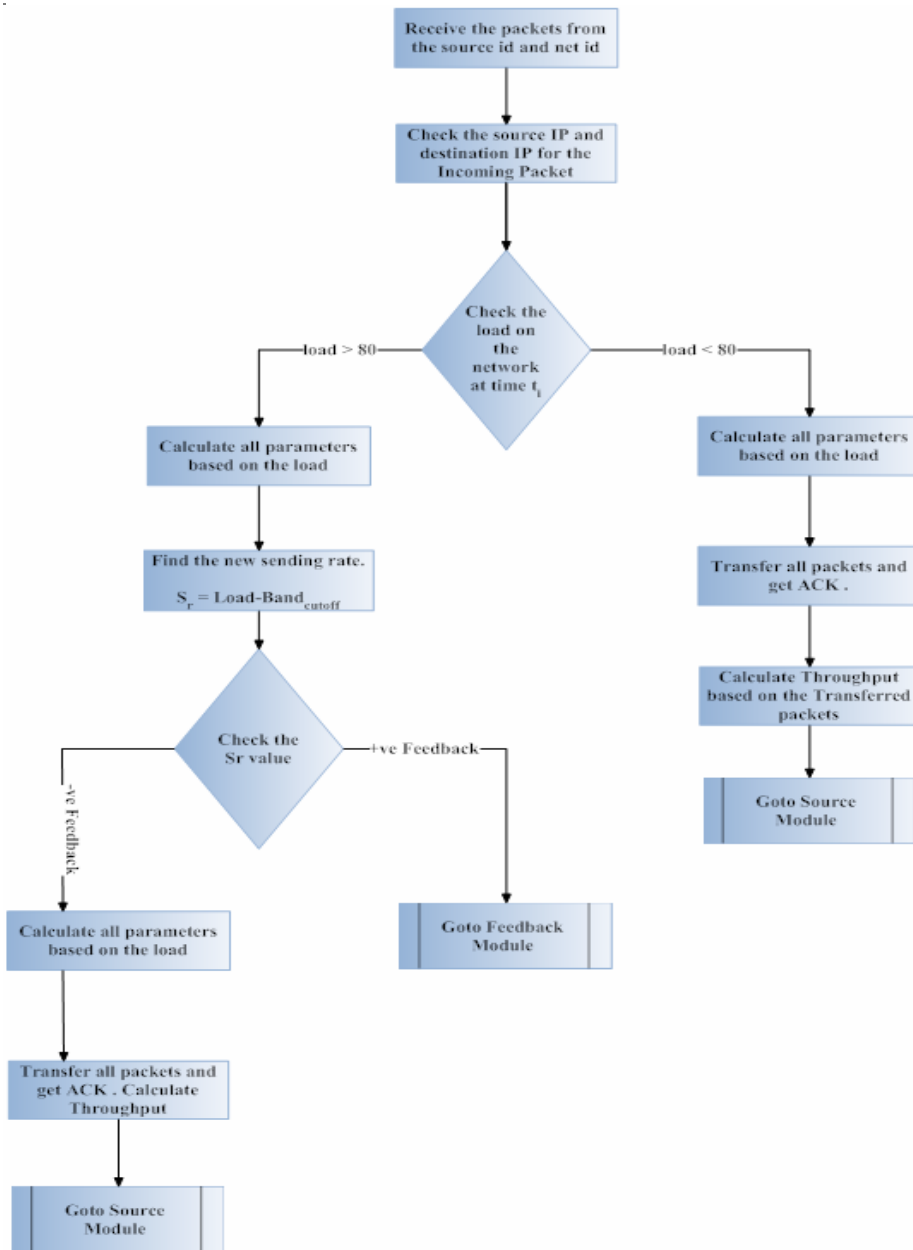 Receive the packets from
the source id and net id
Check the source IP and
destination IP for the
Incoming Packet
Check the
load on
the
network
at time ti
load > 80
load < 80
Calculate all parameters
based on the load
Calculate all parameters
based on the load
Find the new sending rate.
Sr = Load-Bandcutoff
Transfer all packets and
get ACK .
Calculate Throughput
based on the Transferred
packets
Check the
Sr value
+ve Feedback
-ve Feedback
Goto Source
Module
Calculate all parameters
based on the load
Goto Feedback
Module
Transfer all packets and
get ACK . Calculate
Throughput
Goto Source
Module